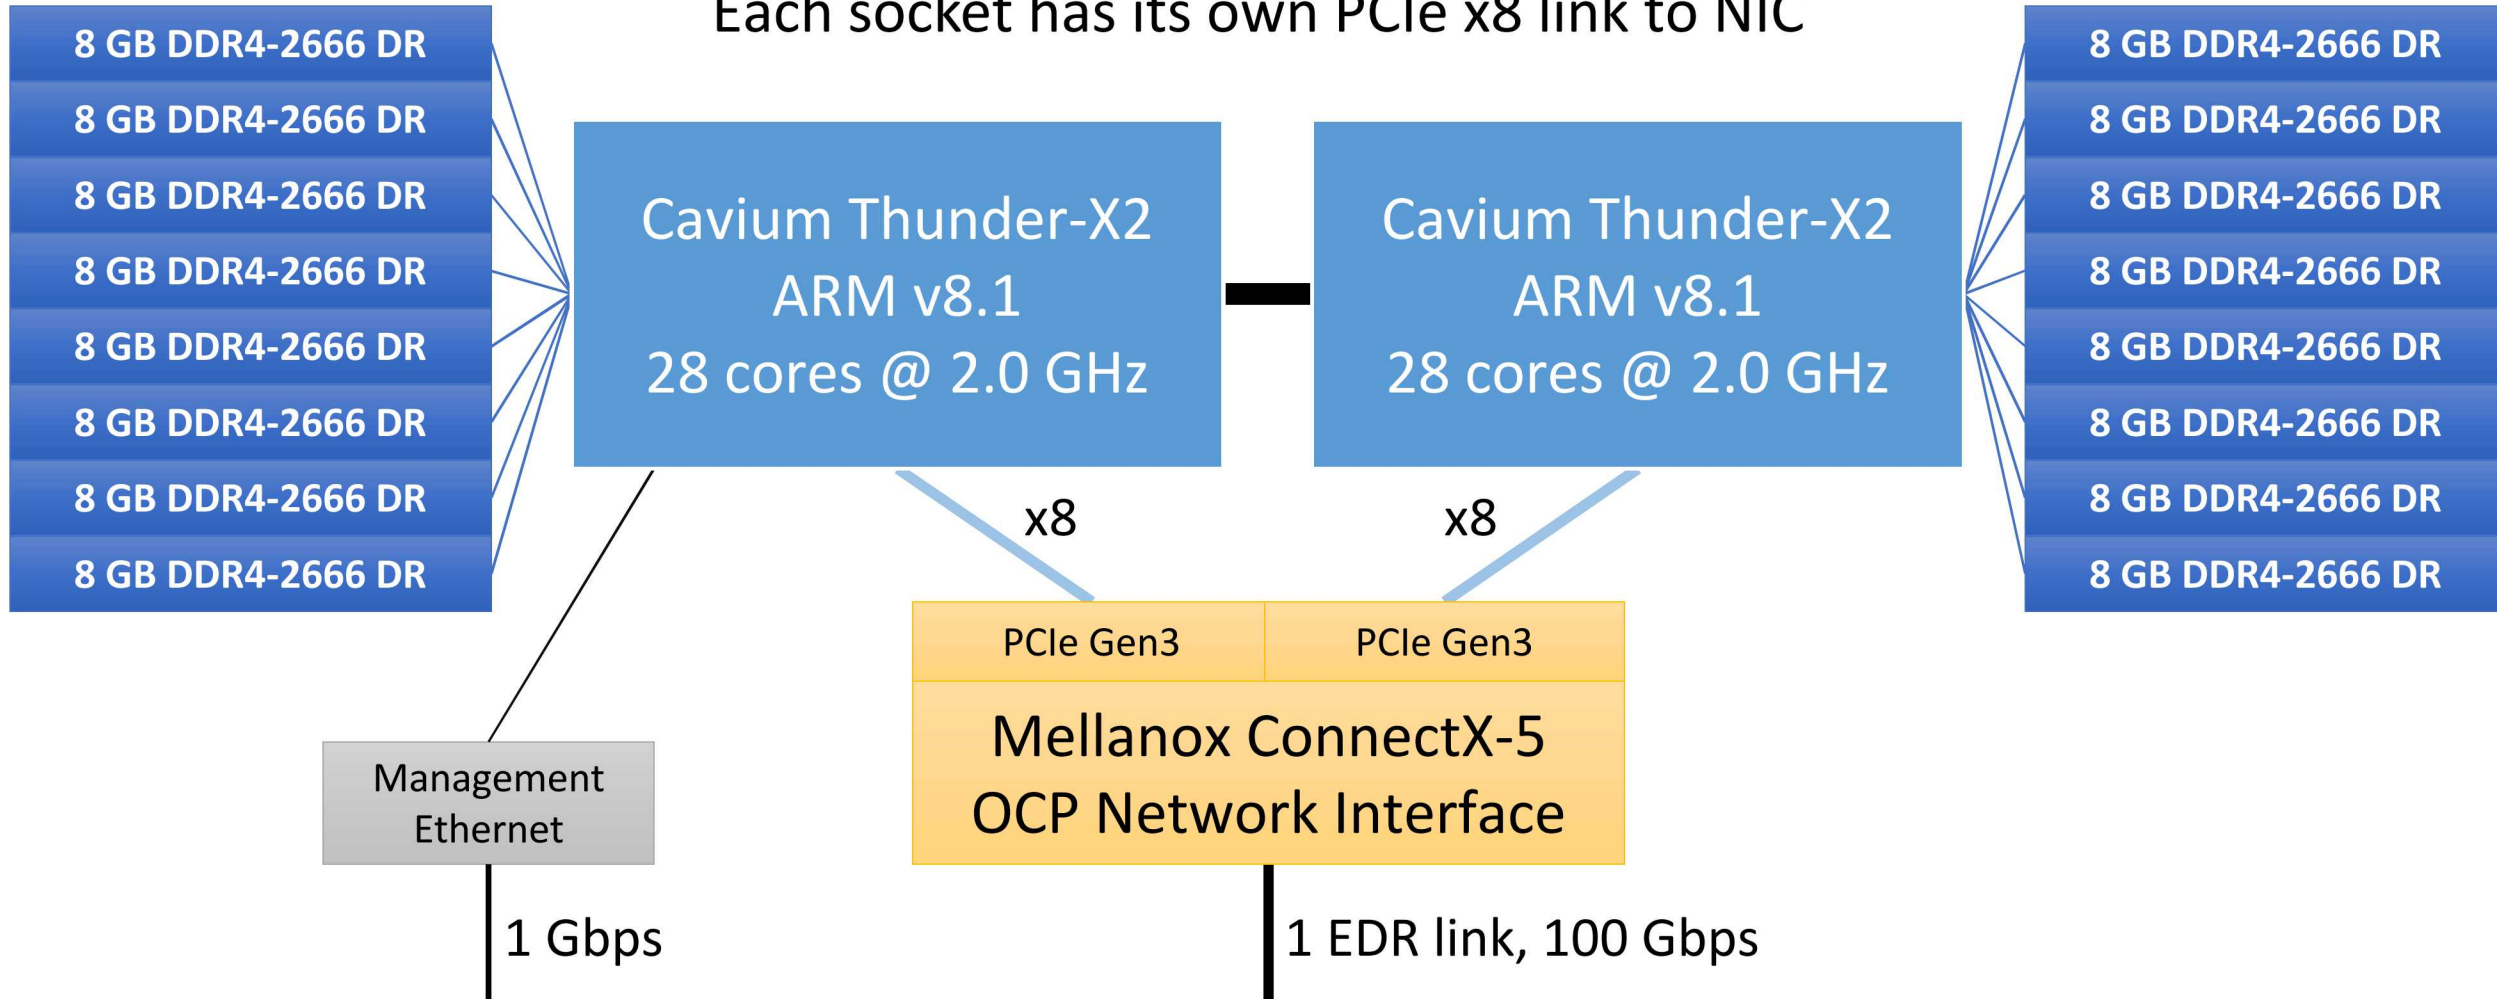 Each socket has its own PCIe x8 link to NIC
8 GB DDR4-2666 DR
8 GB DDR4-2666 DR
8 GB DDR4-2666 DR
8 GB DDR4-2666 DR
8 GB DDR4-2666 DR
8 GB DDR4-2666 DR
8 GB DDR4-2666 DR
8 GB DDR4-2666 DR
Cavium Thunder-X2
ARM v8.1
28 cores @ 2.0 GHz
Cavium Thunder-X2
ARM v8.1
28 cores @ 2.0 GHz
8 GB DDR4-2666 DR
8 GB DDR4-2666 DR
8 GB DDR4-2666 DR
8 GB DDR4-2666 DR
8 GB DDR4-2666 DR
8 GB DDR4-2666 DR
8 GB DDR4-2666 DR
8 GB DDR4-2666 DR
x8
x8
PCIe Gen3
PCIe Gen3
Mellanox ConnectX-5
OCP Network Interface
Management
Ethernet
1 Gbps
1 EDR link, 100 Gbps